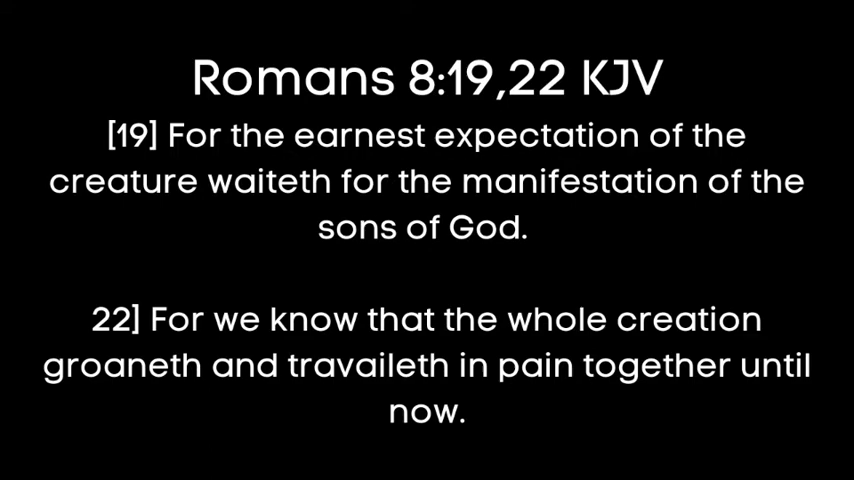 Romans 8:19,22 KJV
[19] For the earnest expectation of the
creature waiteth for the manifestation of the
sons of God.
22] For we know that the whole creation
groaneth and travaileth in pain together until
now.